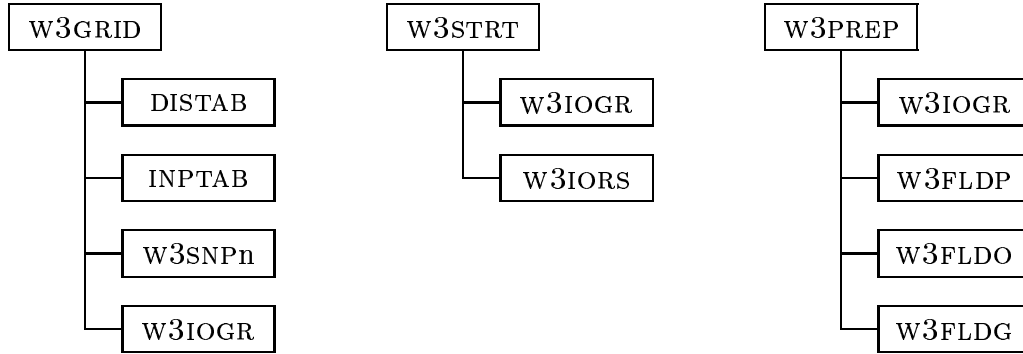 W3GRID
DISTAB
INPTAB
W3SNPn
W3IOGR
W3STRT
W3IOGR
W3IORS
W3PREP
W3IOGR
W3FLDP
W3FLDO
W3FLDG